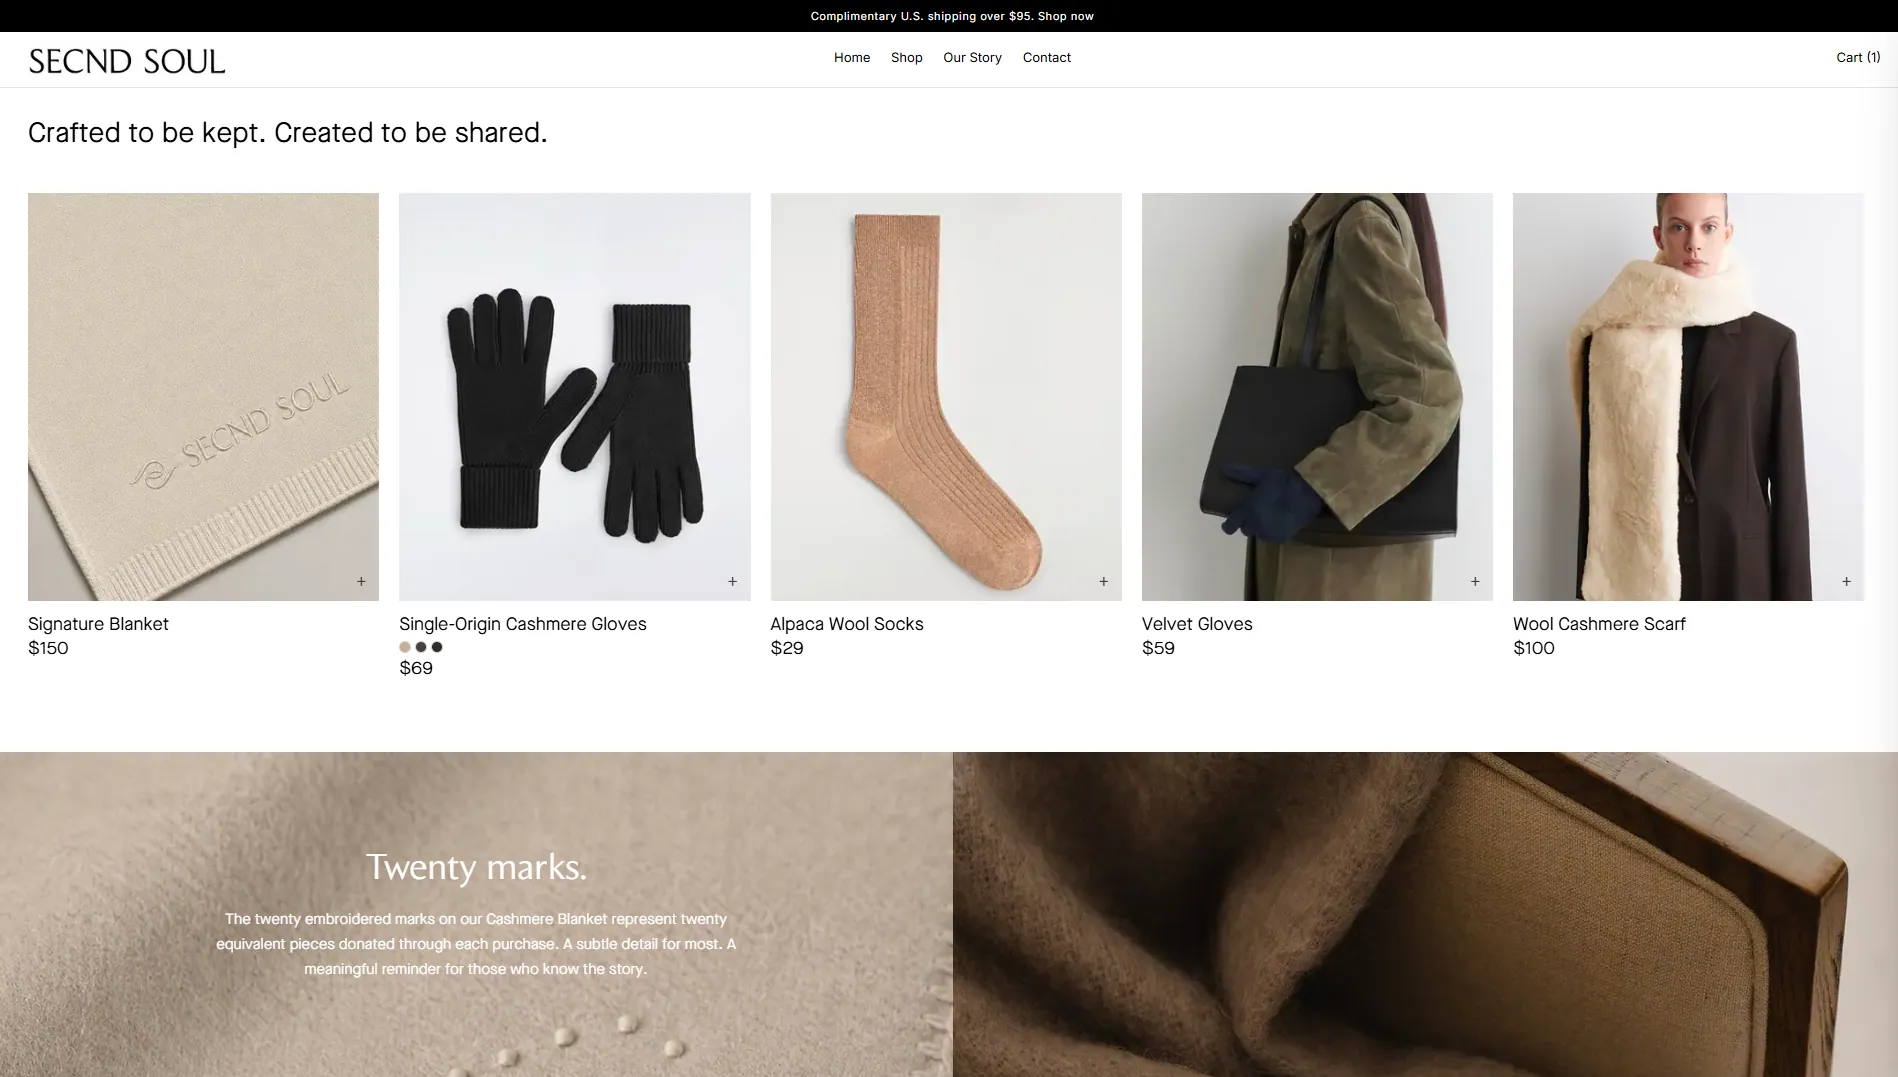 Complimentary U.S. shipping over $95. Shop now
SECND SOUL
Home
Shop
Our Story
Contact
Cart (1)
Crafted to be kept. Created to be shared.
SECND SOUL
+
+
+
+
+
Signature Blanket
$150
Single-Origin Cashmere Gloves
$69
Alpaca Wool Socks
$29
Velvet Gloves
$59
Wool Cashmere Scarf
$100
Twenty marks.
The twenty embroidered marks on our Cashmere Blanket represent twenty
equivalent pieces donated through each purchase. A subtle detail for most. A
meaningful reminder for those who know the story.